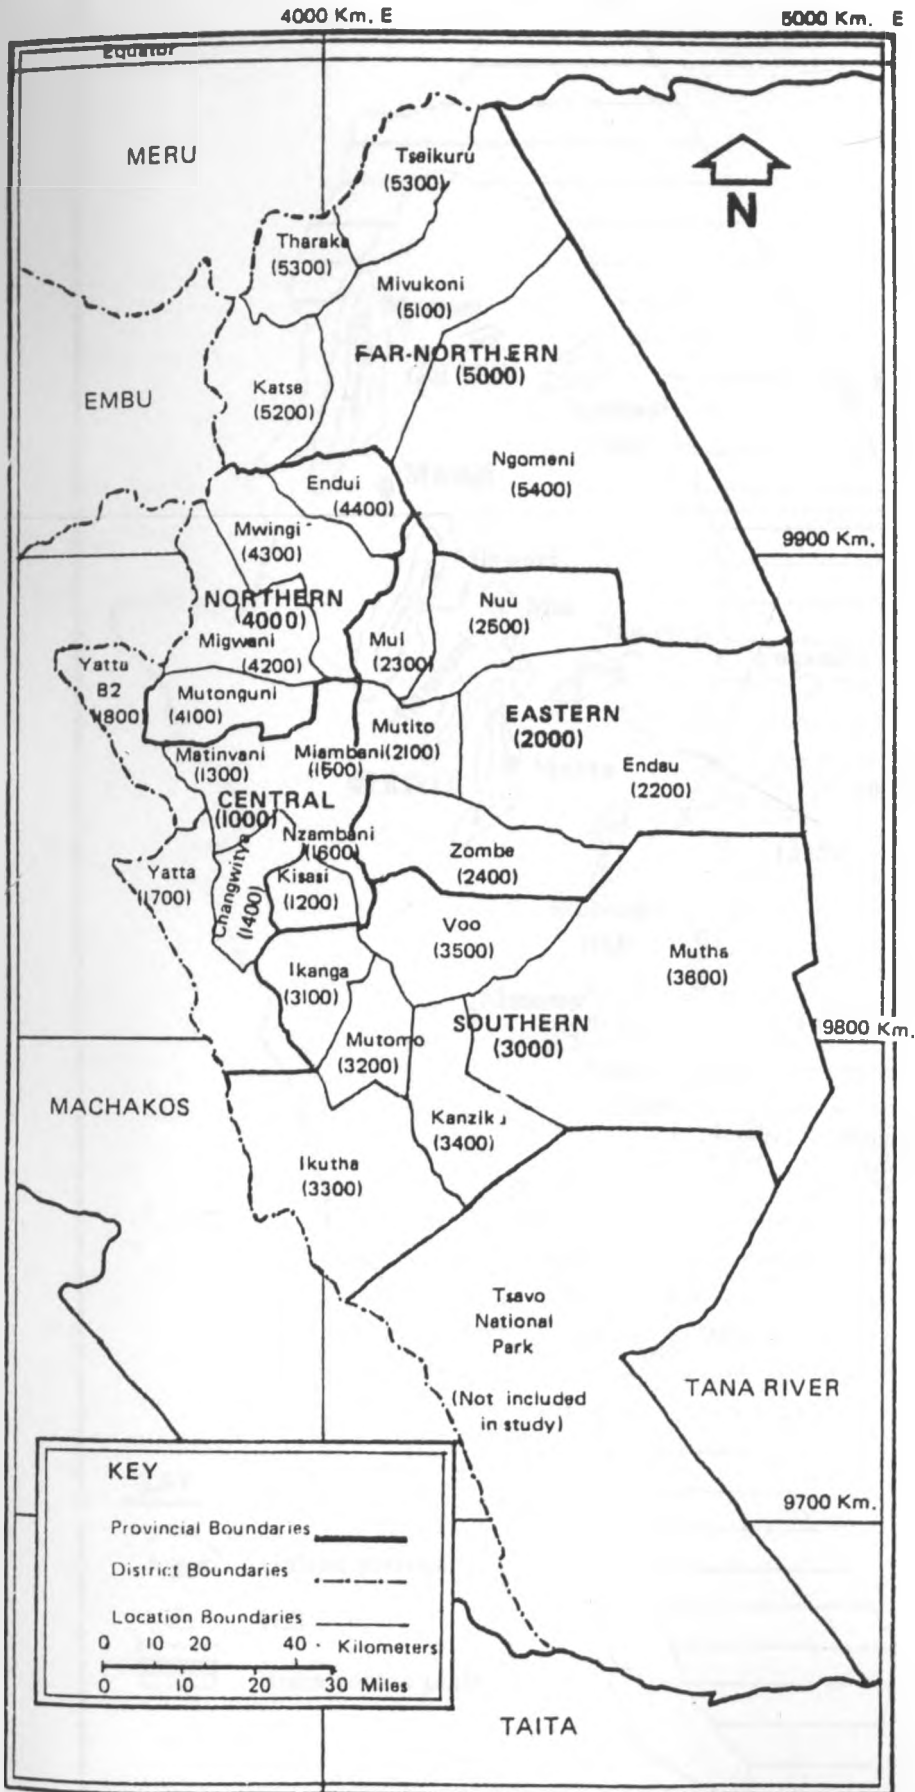 4000 Km. E
5000 Km. E
Equator
MERU
Tseikuru
(5300)
N
Tharaka
(5300)
Mivukoni
(5100)
FAR-NORTHERN
(5000)
EMBU
Katse
(5200)
Ngomeni
(5400)
Endui
(4400)
Mwingi
(4300)
9900 Km.
NORTHERN
(4000)
Nuu
(2500)
Migwani
(4200)
Mui
(2300)
Yatta
B2
(1800)
Mutonguni
(4100)
Mutito
(2100)
EASTERN
(2000)
Matinvani
(1300)
Miambani
(1500)
Endau
(2200)
CENTRAL
(1000)
Nzambani
(1600)
Zombe
(2400)
Yatta
(1700)
Changwitya
(1400)
Kisasi
(1200)
Voo
(3500)
Mutha
(3600)
Ikanga
(3100)
SOUTHERN
(3000)
9800 Km.
Mutomo
(3200)
MACHAKOS
Kanziku
(3400)
Ikutha
(3300)
Tsavo
National
Park
(Not included
in study)
TANA RIVER
KEY
Provincial Boundaries
District Boundaries
Location Boundaries
0 10 20 40 Kilometers
0 10 20 30 Miles
9700 Km.
TAITA